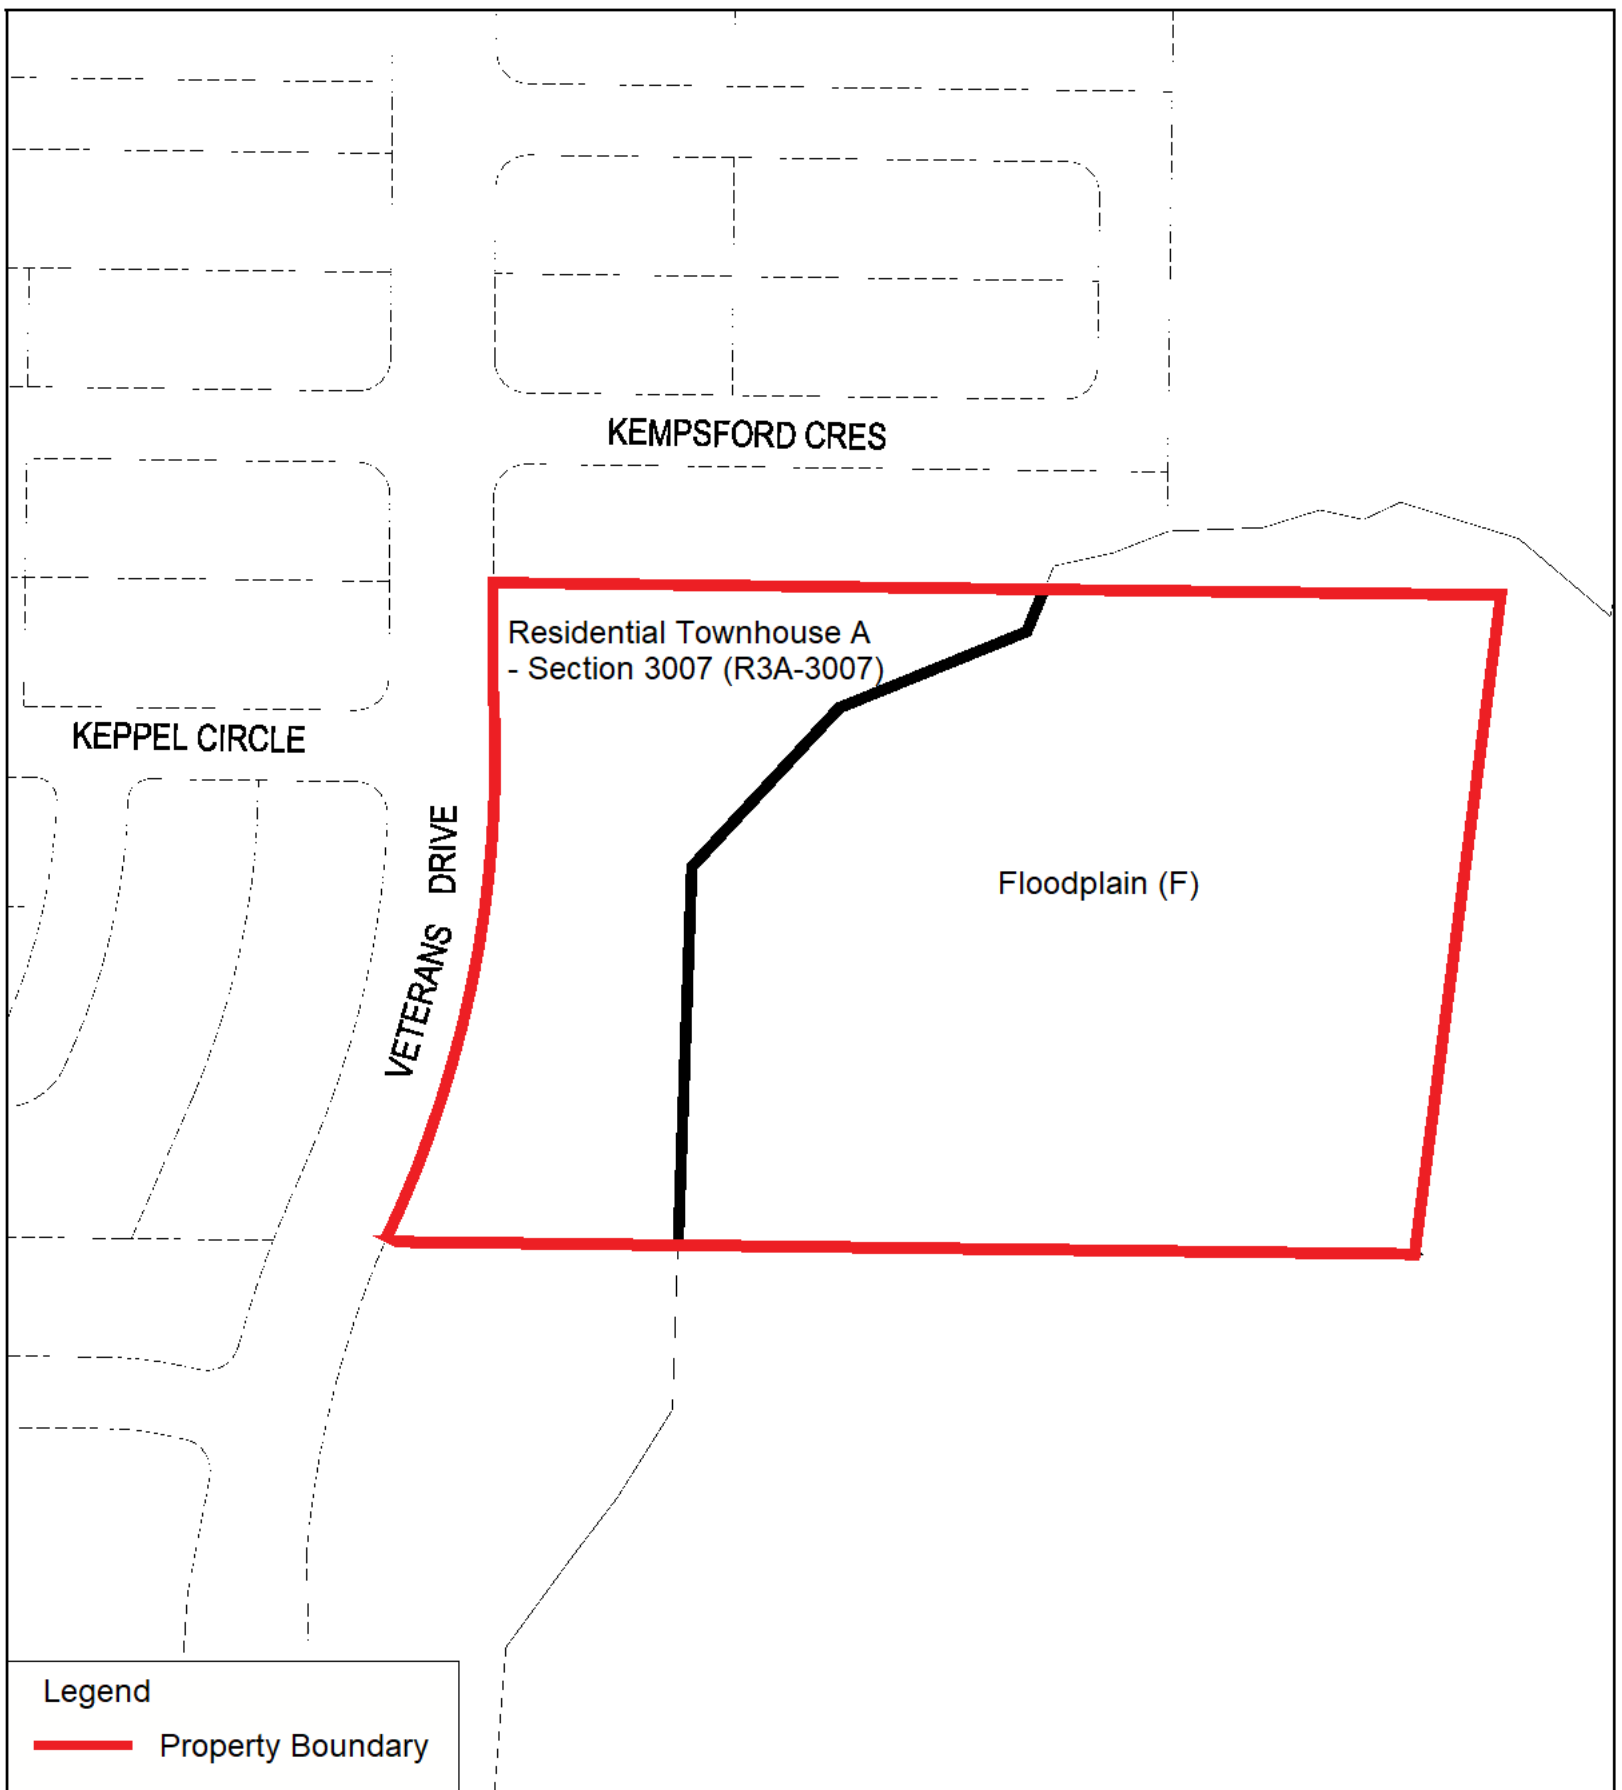 KEMPSFORD CRES
Residential Townhouse A
- Section 3007 (R3A-3007)
KEPPEL CIRCLE
VETERANS DRIVE
Floodplain (F)
Legend
Property Boundary